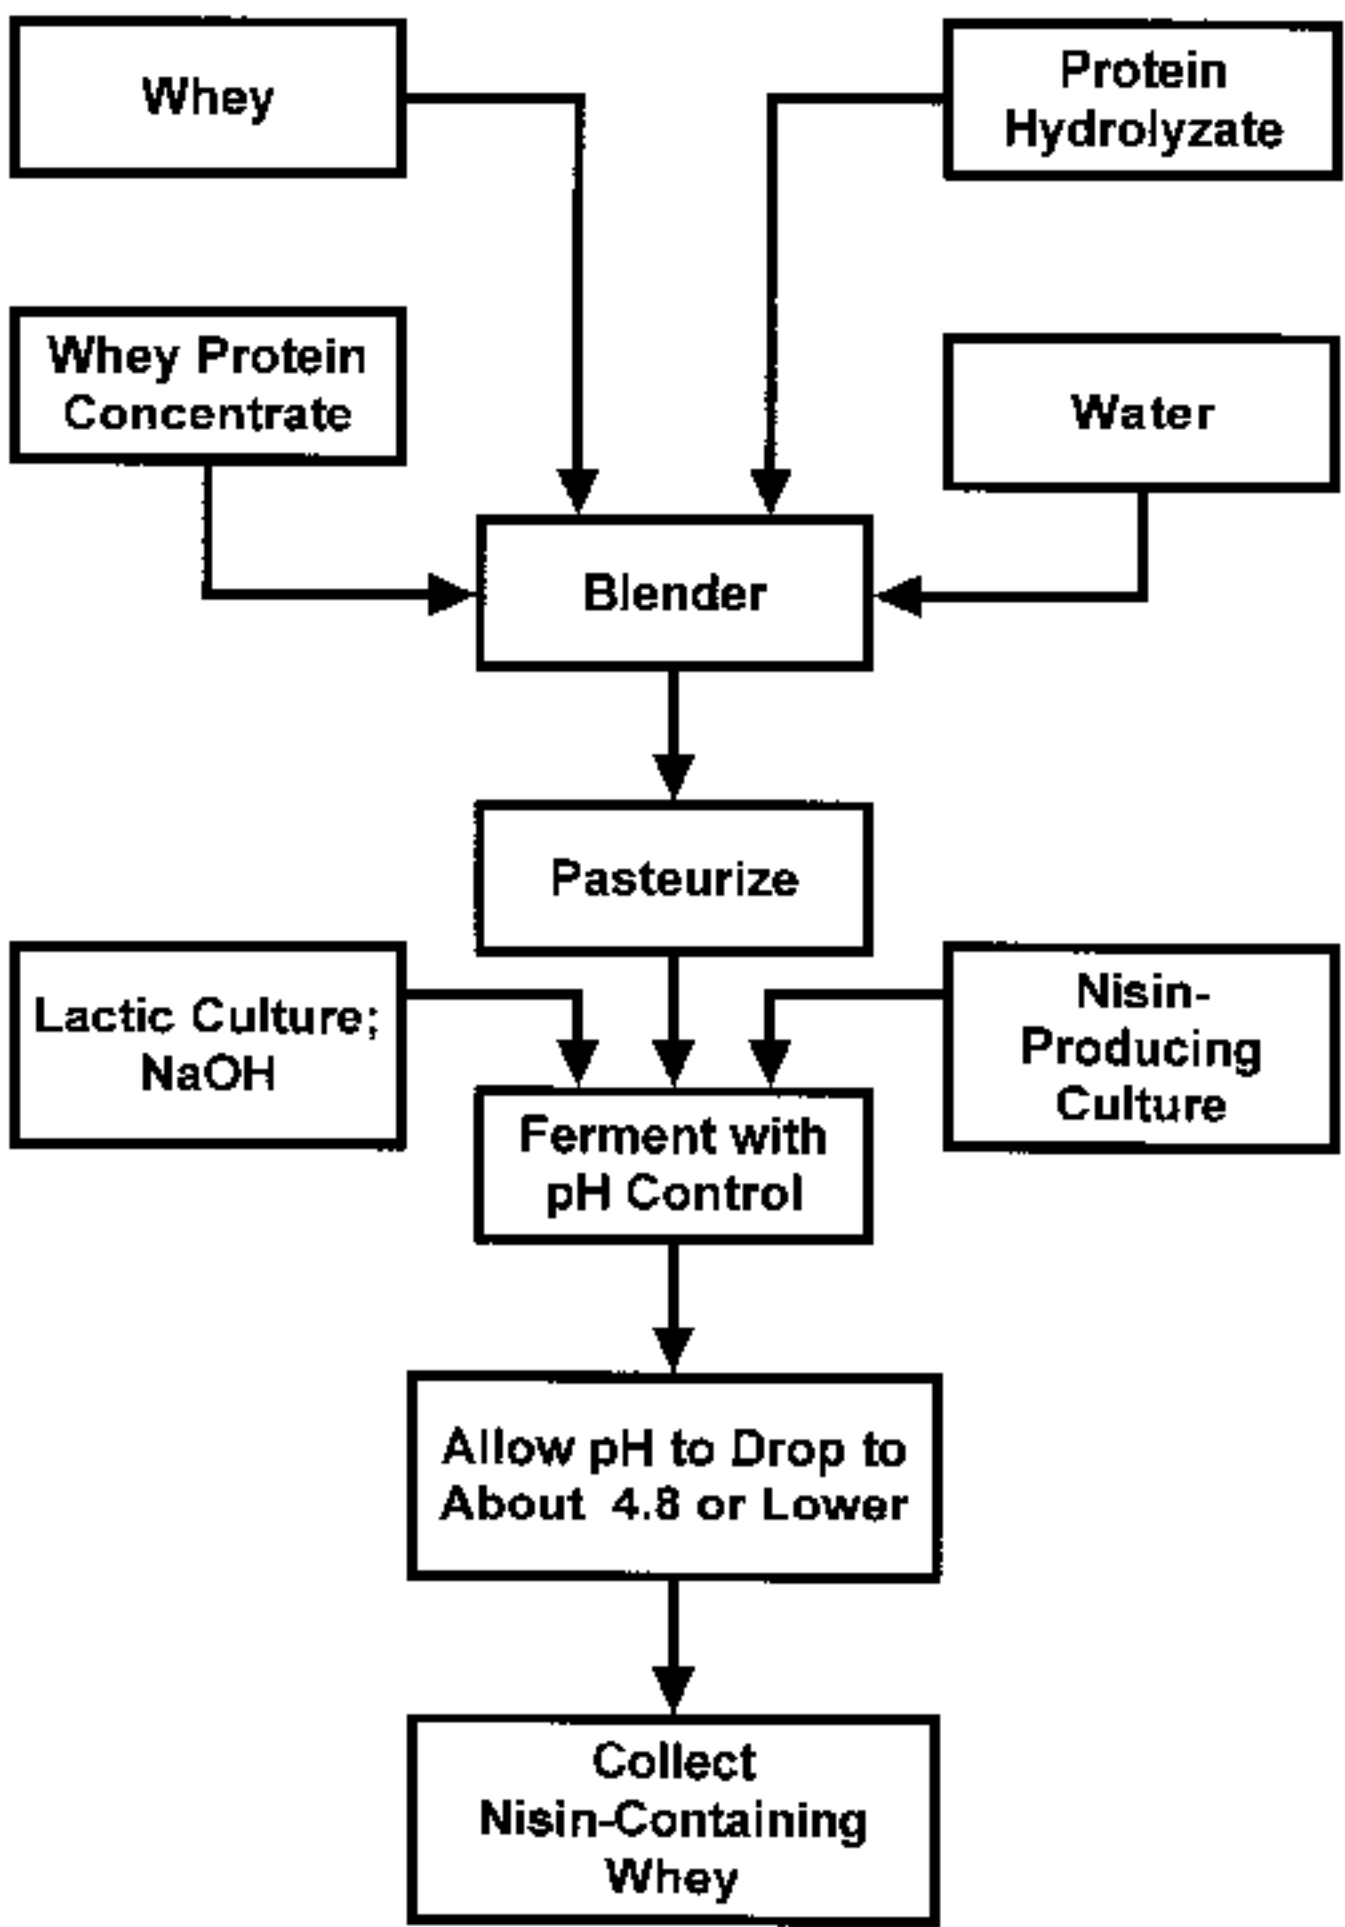 Whey
Protein
Hydrolyzate
Whey Protein
Concentrate
Water
Blender
Pasteurize
Lactic Culture;
NaOH
Nisin-
Producing
Culture
Ferment with
pH Control
Allow pH to Drop to
About 4.8 or Lower
Collect
Nisin-Containing
Whey